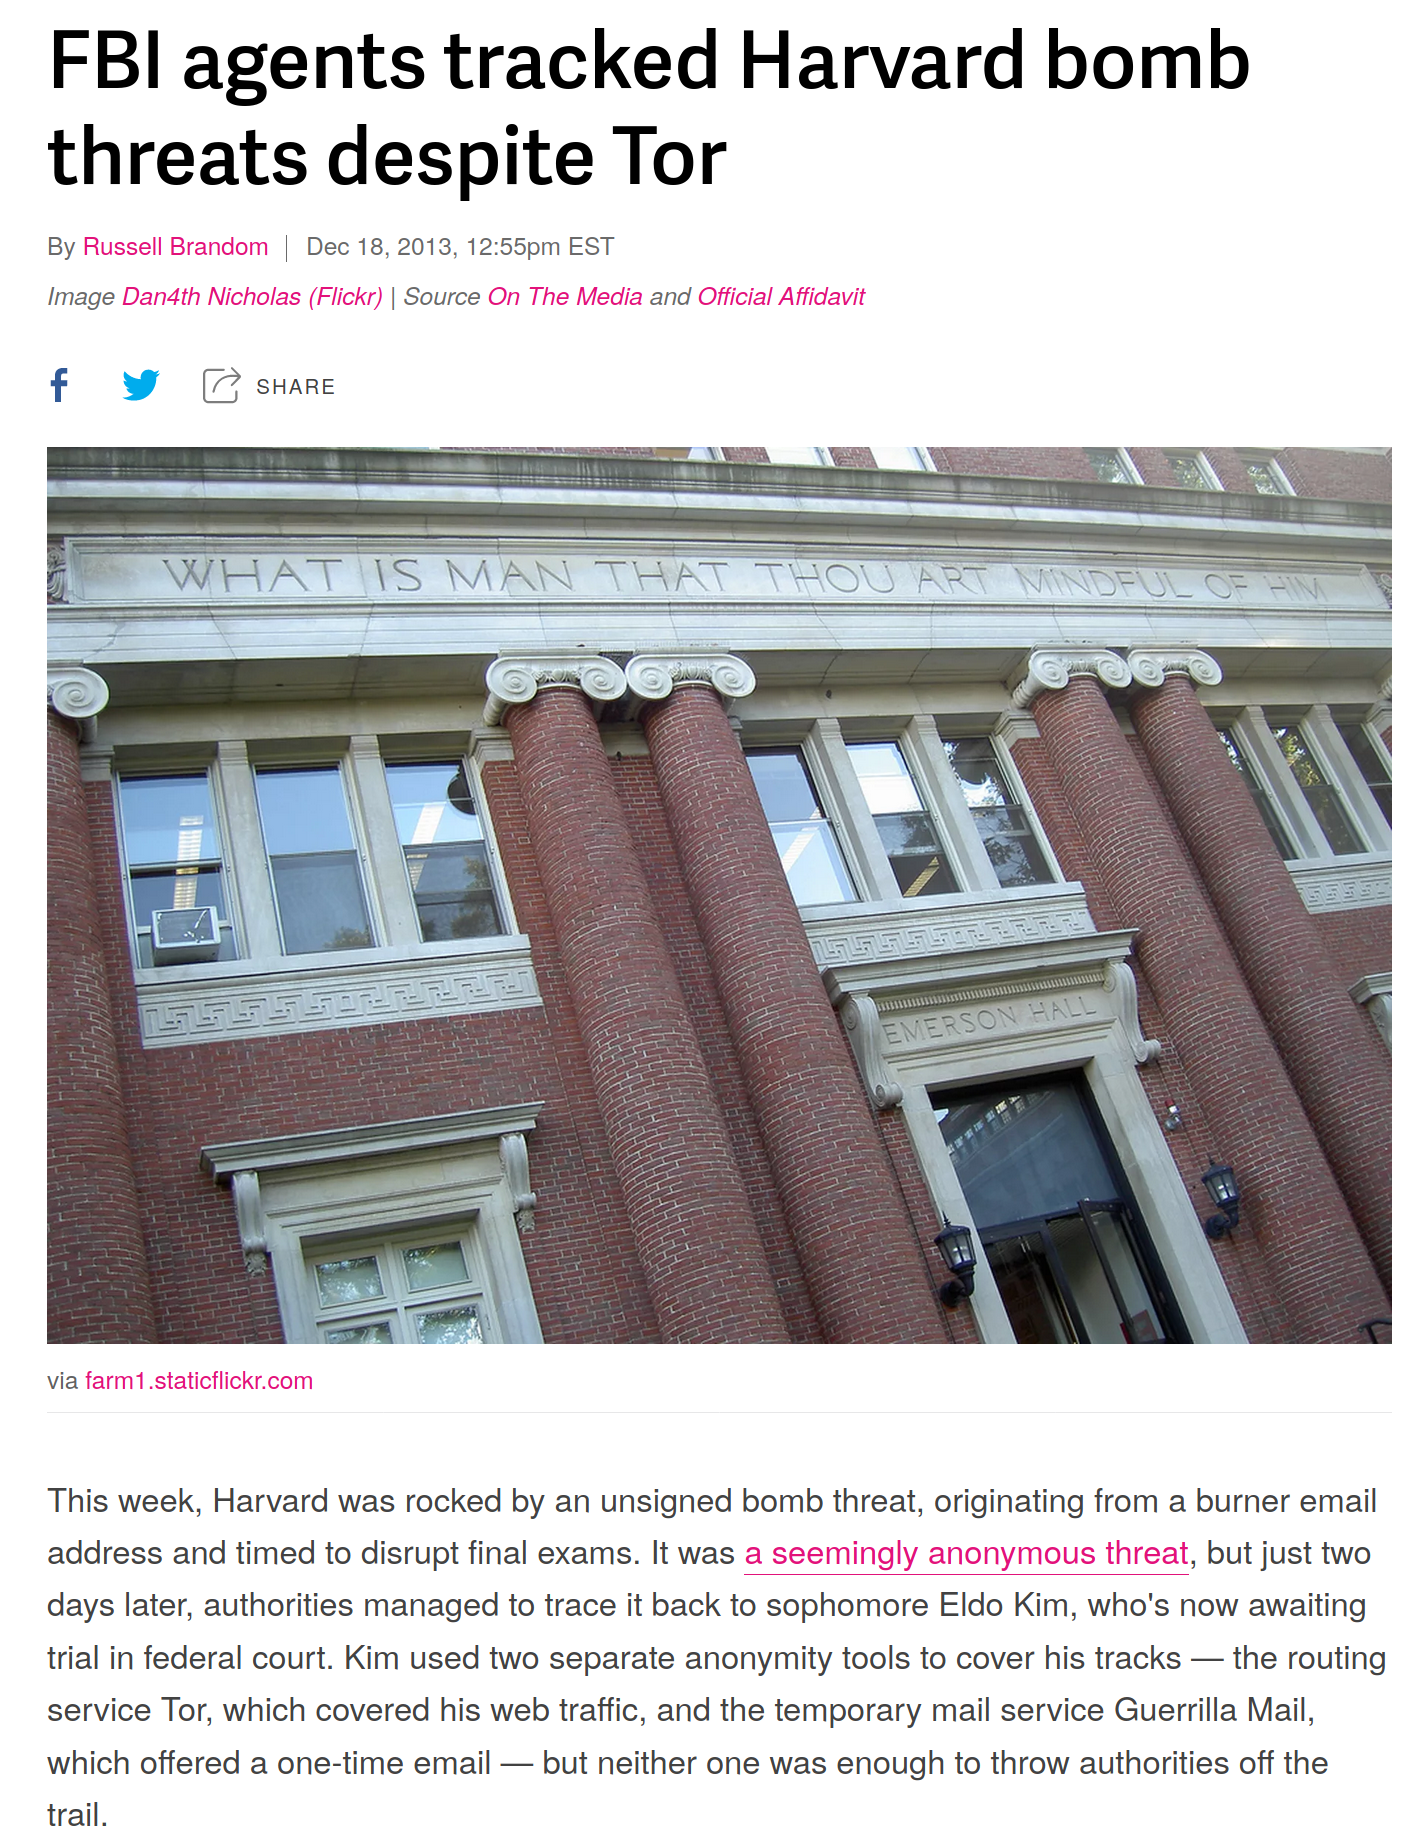 FBI agents tracked Harvard bomb
threats despite Tor
By Russell Brandom | Dec 18, 2013, 12:55pm EST
Image Dan4th Nicholas (Flickr) | Source On The Media and Official Affidavit
SHARE
WHAT IS MAN THAT THOU ART MINDFUL OF HIM
EMERSON HALL
via farm1.staticflickr.com
This week, Harvard was rocked by an unsigned bomb threat, originating from a burner email
address and timed to disrupt final exams. It was a seemingly anonymous threat, but just two
days later, authorities managed to trace it back to sophomore Eldo Kim, who's now awaiting
trial in federal court. Kim used two separate anonymity tools to cover his tracks — the routing
service Tor, which covered his web traffic, and the temporary mail service Guerrilla Mail,
which offered a one-time email — but neither one was enough to throw authorities off the
trail.